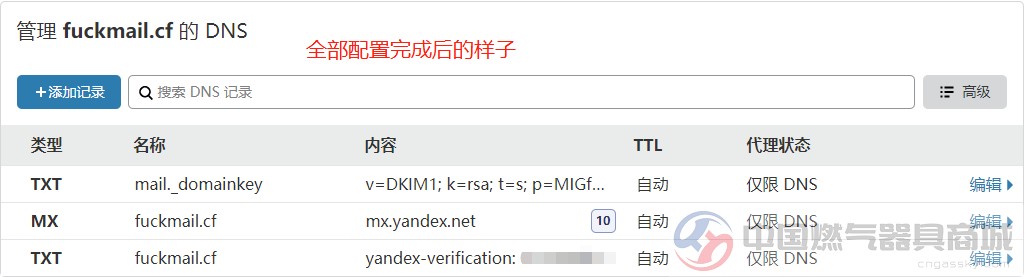 管理 fuckmail.cf 的 DNS
全部配置完成后的样子
+添加记录 搜索 DNS 记录 高级
类型 名称 内容 TTL 代理状态
TXT mail._domainkey v=DKIM1; k=rsa; t=s; p=MIGf... 自动 仅限 DNS 编辑
MX fuckmail.cf mx.yandex.net 10 自动 仅限 DNS 编辑
TXT fuckmail.cf yandex-verification: 自动 仅限 DNS 编辑
中国燃气器具商城